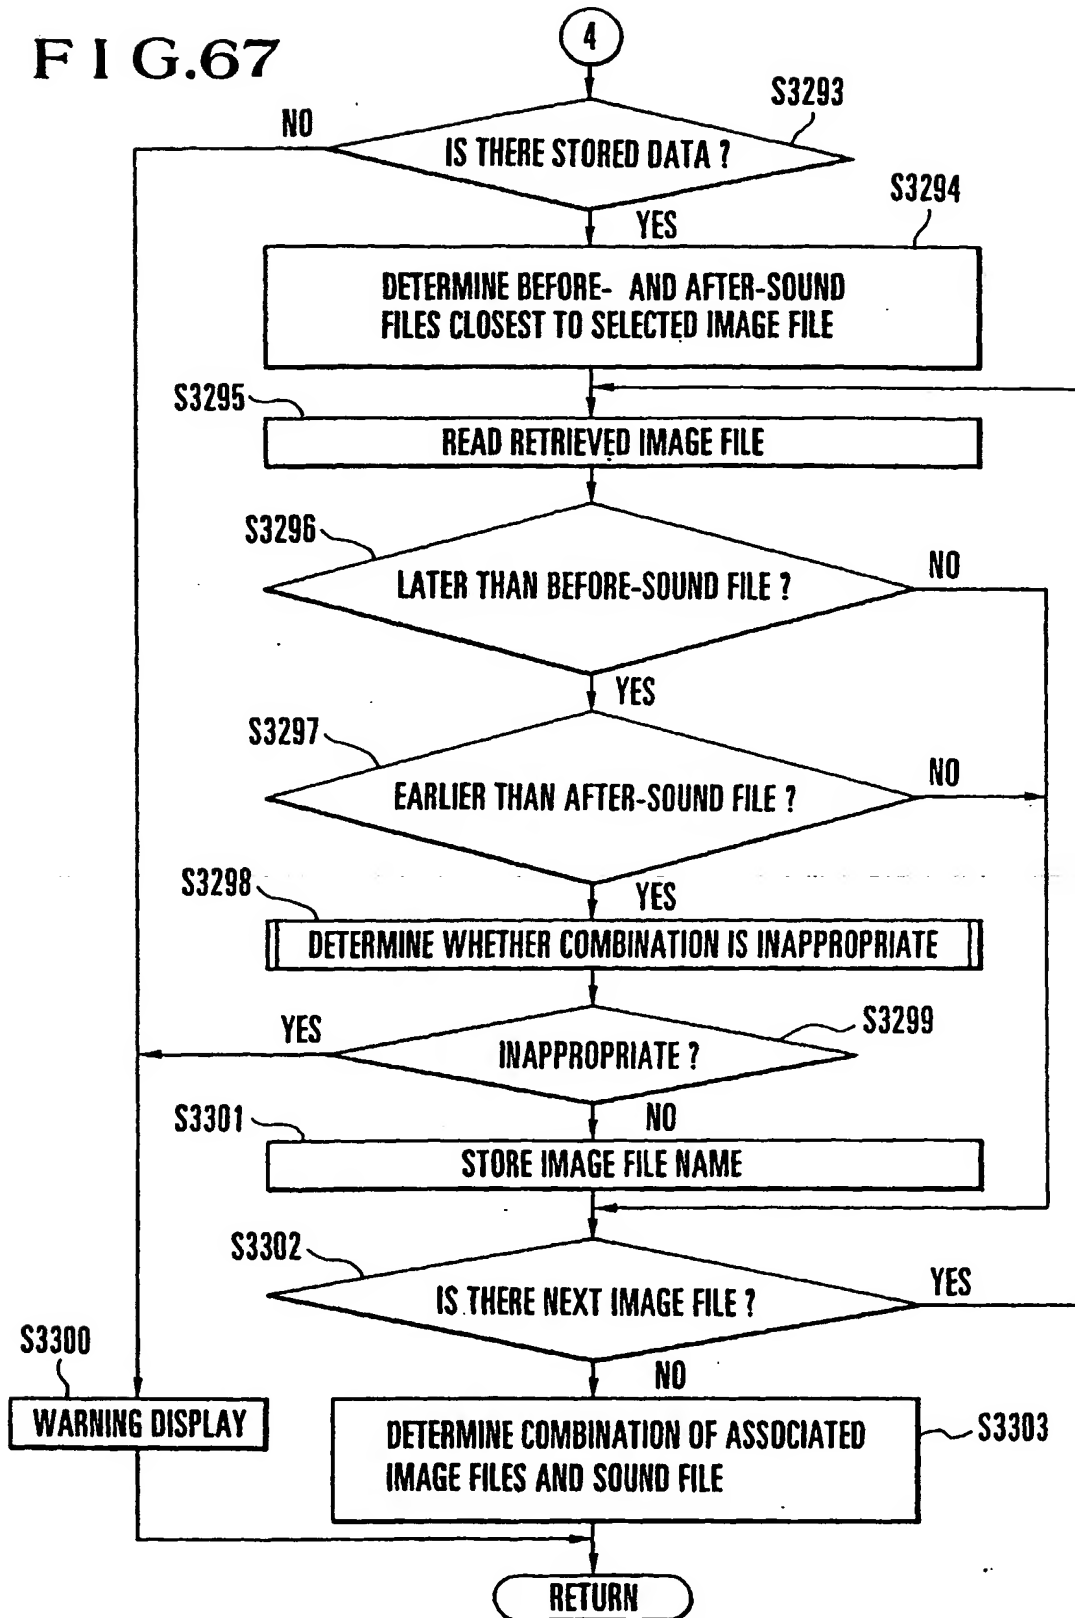 FIG.67
4
S3293
NO
IS THERE STORED DATA ?
YES
S3294
DETERMINE BEFORE- AND AFTER-SOUND
FILES CLOSEST TO SELECTED IMAGE FILE
S3295
READ RETRIEVED IMAGE FILE
S3296
LATER THAN BEFORE-SOUND FILE ?
NO
YES
S3297
EARLIER THAN AFTER-SOUND FILE ?
NO
YES
S3298
DETERMINE WHETHER COMBINATION IS INAPPROPRIATE
S3299
YES
INAPPROPRIATE ?
NO
S3301
STORE IMAGE FILE NAME
S3302
IS THERE NEXT IMAGE FILE ?
YES
NO
S3300
WARNING DISPLAY
S3303
DETERMINE COMBINATION OF ASSOCIATED
IMAGE FILES AND SOUND FILE
RETURN